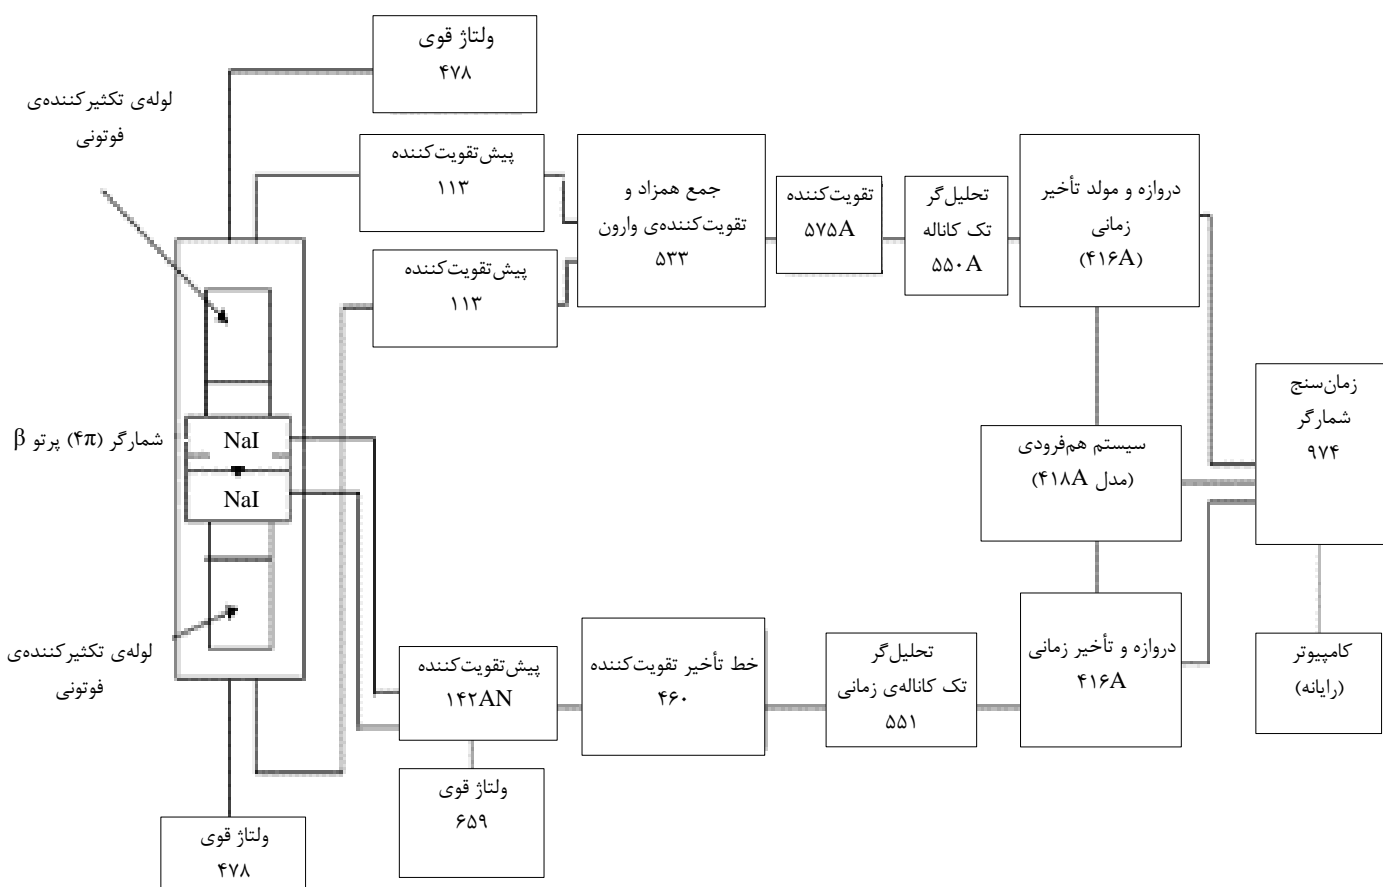 ولتاژ قوی
۴۷۸
لوله‌ی تکثیرکننده‌ی
فوتونی
پیش‌تقویت‌کننده
۱۱۳
جمع همزاد و
تقویت‌کننده‌ی وارون
۵۳۳
تقویت‌کننده
۵۷۵A
تحلیل‌گر
تک کاناله
۵۵۰A
دروازه و مولد تأخیر
زمانی
(۴۱۶A)
پیش‌تقویت‌کننده
۱۱۳
زمان‌سنج
شمارگر
۹۷۴
شمارگر (۴π) پرتو β
NaI
NaI
سیستم هم‌فرودی
(مدل ۴۱۸A)
لوله‌ی تکثیرکننده‌ی
فوتونی
پیش‌تقویت‌کننده
۱۴۲AN
خط تأخیر تقویت‌کننده
۴۶۰
تحلیل‌گر
تک کاناله‌ی زمانی
۵۵۱
دروازه و تأخیر زمانی
۴۱۶A
کامپیوتر
(رایانه)
ولتاژ قوی
۶۵۹
ولتاژ قوی
۴۷۸